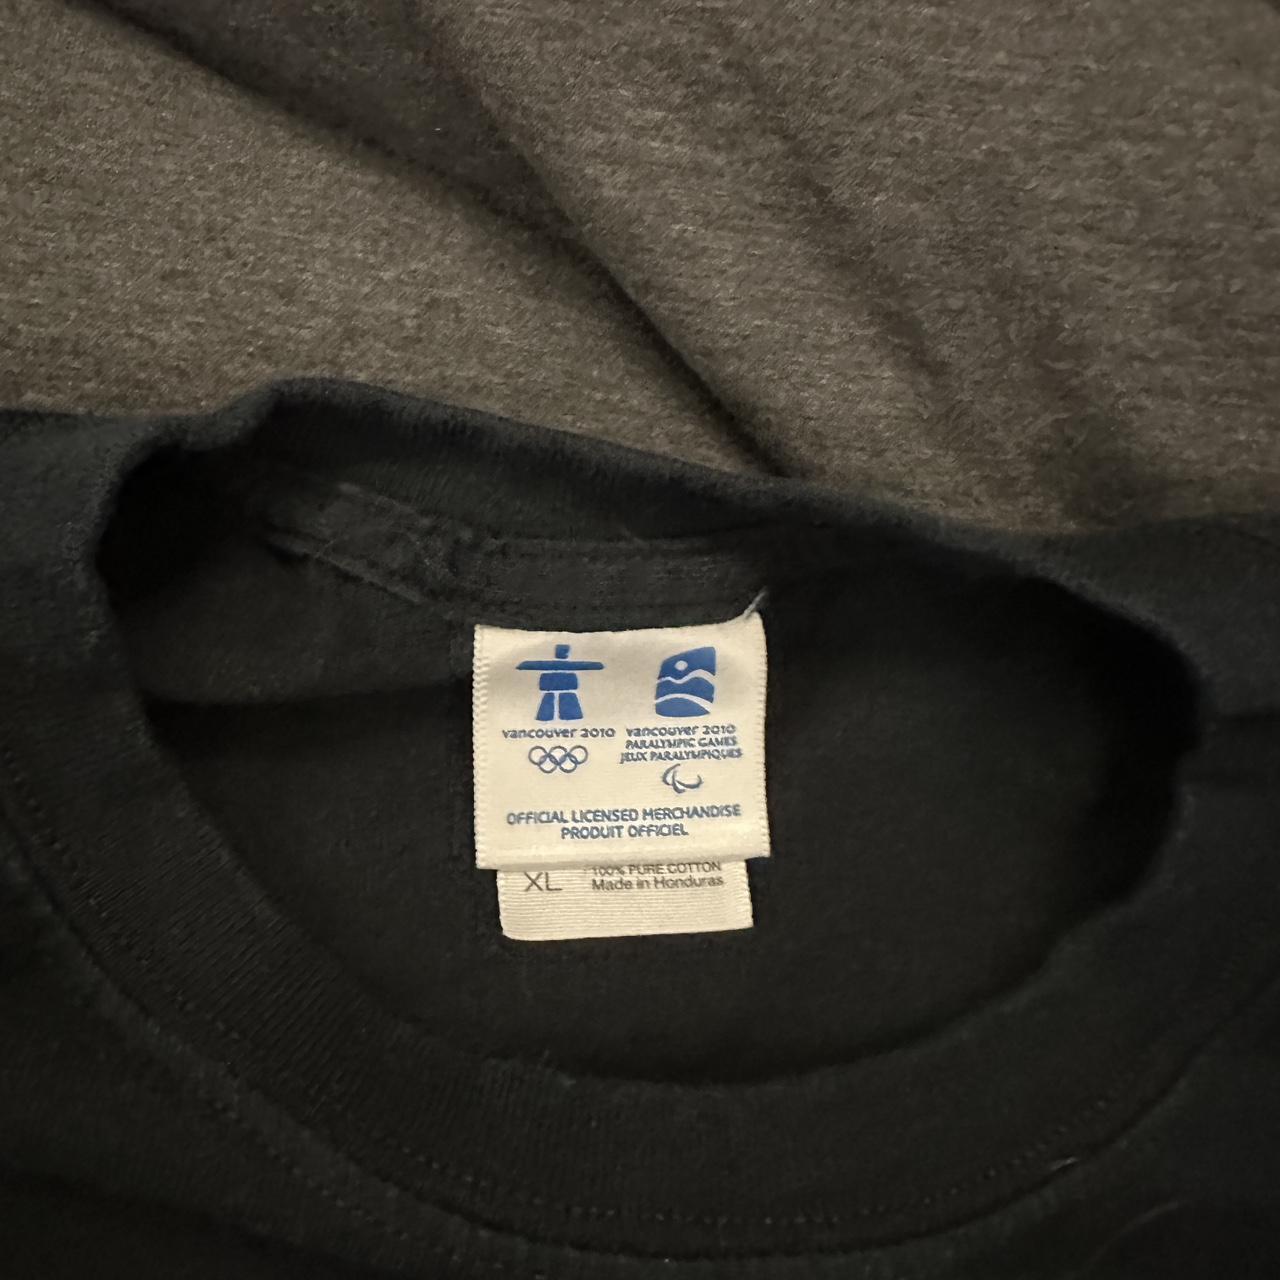 vancouver 2010 vancouver 2010
PARALYMPIC GAMES
JEUX PARALYMPIQUES
OFFICIAL LICENSED MERCHANDISE
PRODUIT OFFICIEL
XL 100% PURE COTTON
Made in Honduras